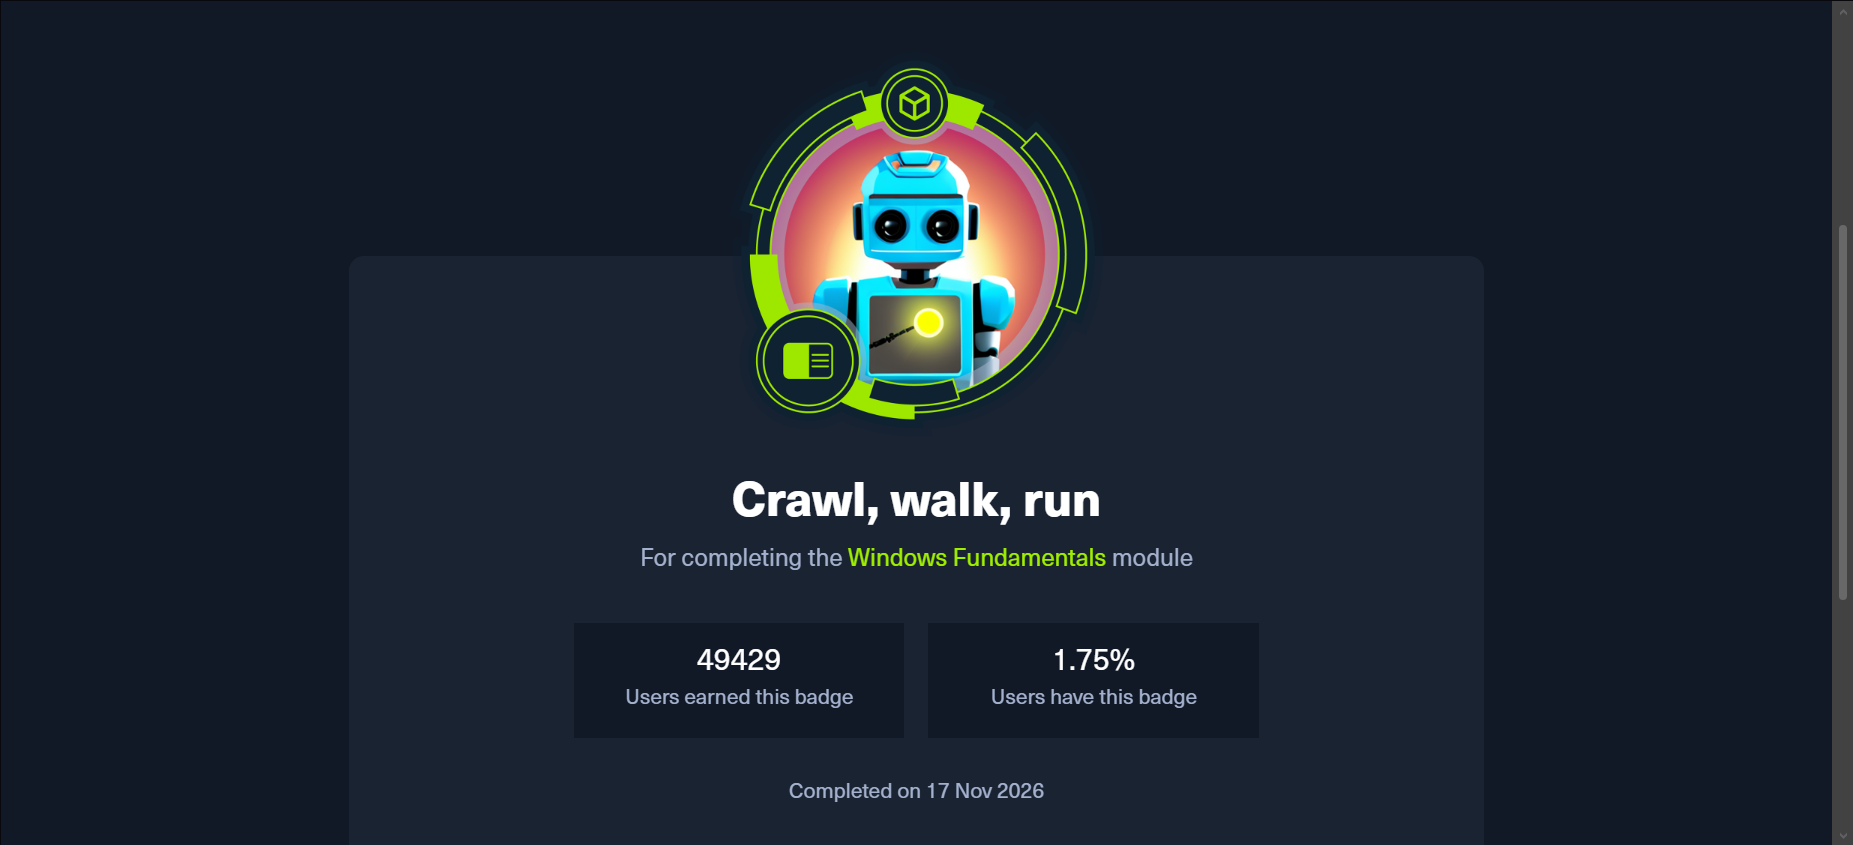 Crawl, walk, run
For completing the Windows Fundamentals module
49429
Users earned this badge
1.75%
Users have this badge
Completed on 17 Nov 2026